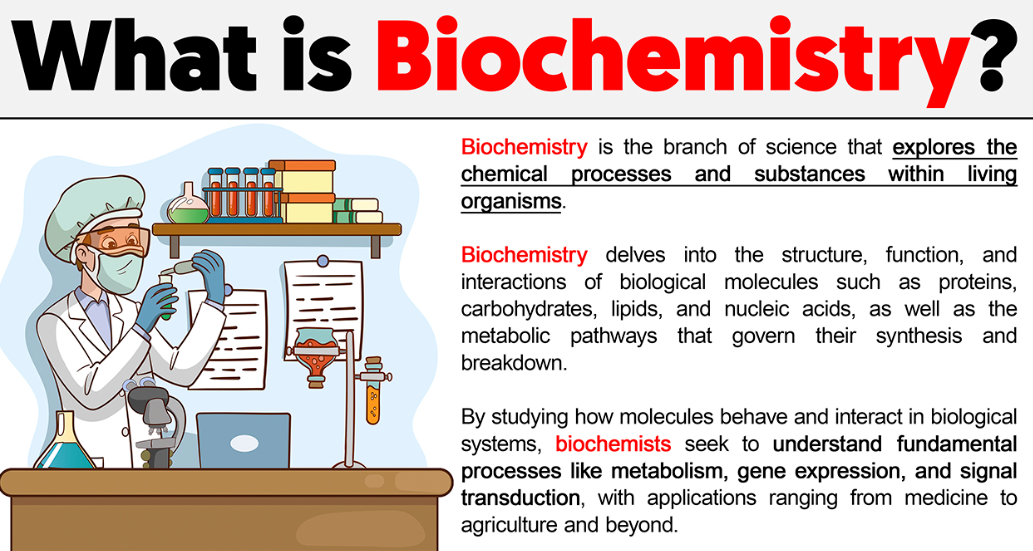 What is Biochemistry?
Biochemistry is the branch of science that explores the
chemical processes and substances within living
organisms.
Biochemistry delves into the structure, function, and
interactions of biological molecules such as proteins,
carbohydrates, lipids, and nucleic acids, as well as the
metabolic pathways that govern their synthesis and
breakdown.
By studying how molecules behave and interact in biological
systems, biochemists seek to understand fundamental
processes like metabolism, gene expression, and signal
transduction, with applications ranging from medicine to
agriculture and beyond.